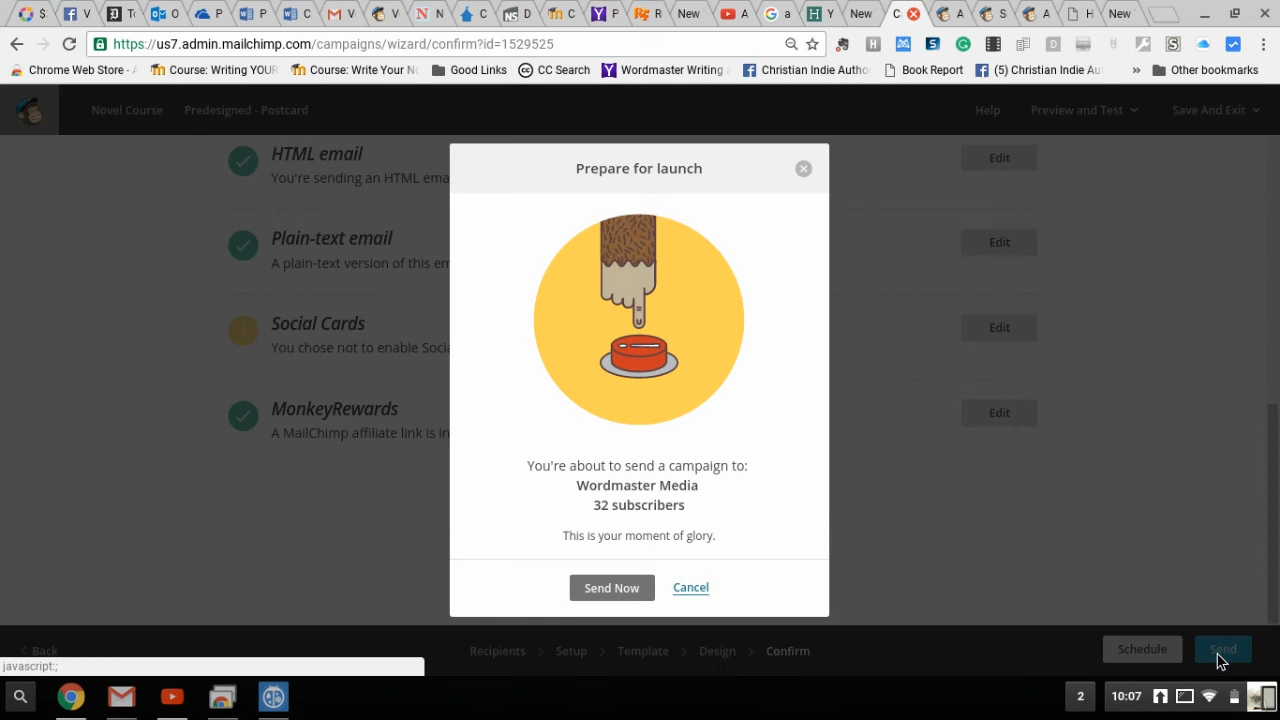 $
V
D
T
O
P
P
C
V
V
N
C
D
C
P
R
New
A
a
Y
New
C
A
S
A
H
New
https://us7.admin.mailchimp.com/campaigns/wizard/confirm?id=1529525
Chrome Web Store -
Course: Writing YOUR
Course: Write Your N
Good Links
CC Search
Wordmaster Writing
Christian Indie Autho
Book Report
(5) Christian Indie Au
»
Other bookmarks
Novel Course
Predesigned - Postcard
Help
Preview and Test
Save And Exit
HTML email
You're sending an HTML ema
Edit
Plain-text email
A plain-text version of this em
Edit
Social Cards
You chose not to enable Socia
Edit
MonkeyRewards
A MailChimp affiliate link is in
Edit
Prepare for launch
You're about to send a campaign to:
Wordmaster Media
32 subscribers
This is your moment of glory.
Send Now
Cancel
Back
Recipients > Setup > Template > Design > Confirm
Schedule
Send
javascript:;
2
10:07